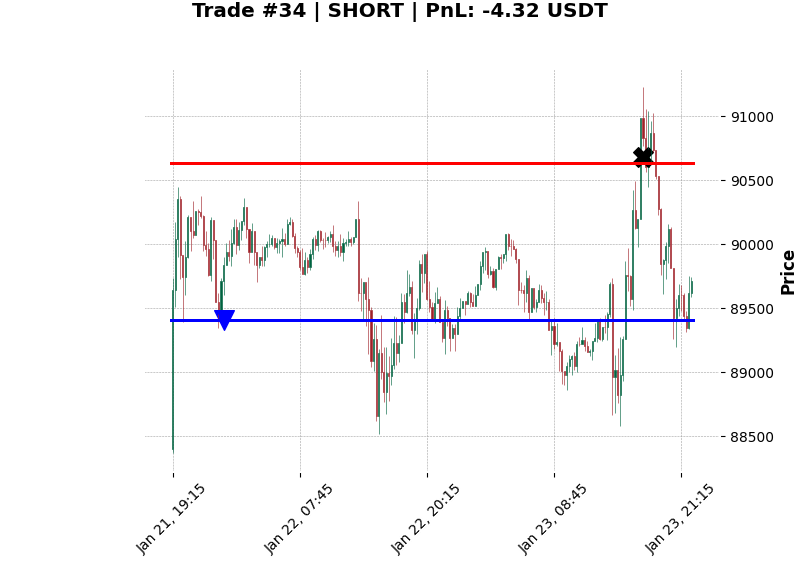 Trade #34 | SHORT | PnL: -4.32 USDT
91000
90500
90000
89500
89000
88500
Price
Jan 21, 19:15
Jan 22, 07:45
Jan 22, 20:15
Jan 23, 08:45
Jan 23, 21:15